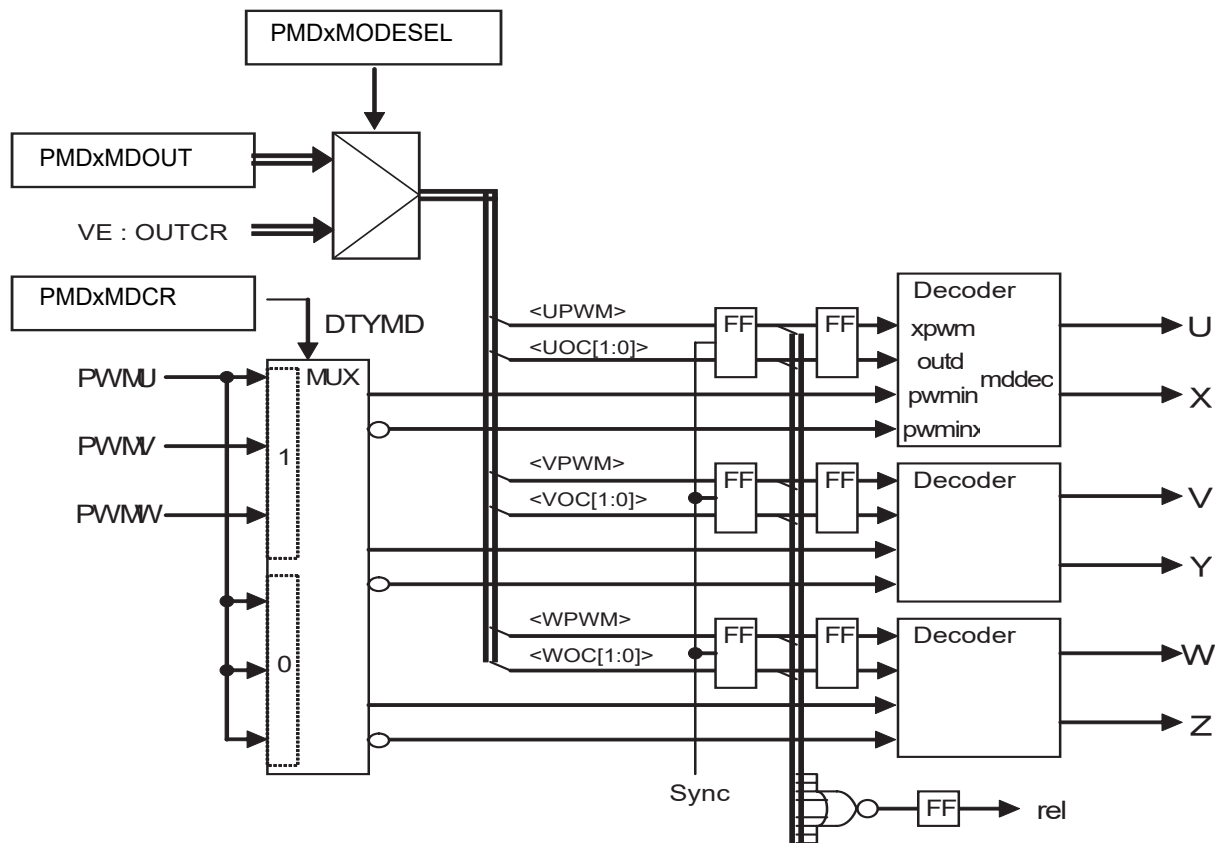 PMDxMODESEL
PMDxMDOUT
VE : OUTCR
PMDxMDCR
DTYMD
MUX
PWMU
PWMV
PWMW
1
0
<UPWM>
<UOC[1:0]>
FF
FF
Decoder
xpwm
outd
mddec
pwmin
pwminx
U
X
<VPWM>
<VOC[1:0]>
FF
FF
Decoder
V
Y
<WPWM>
<WOC[1:0]>
FF
FF
Decoder
W
Z
Sync
FF
rel